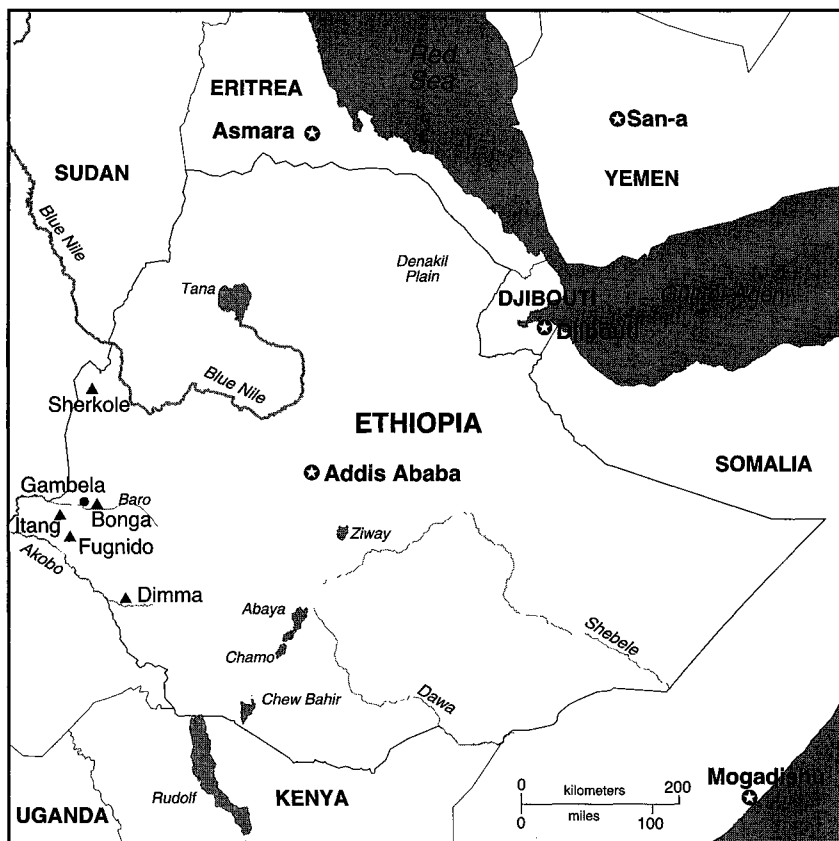 Red
Sea
ERITREA
Asmara
San-a
SUDAN
YEMEN
Blue Nile
Denakil
Plain
Tana
DJIBOUTI
Djibouti
Blue Nile
Sherkole
ETHIOPIA
Addis Ababa
SOMALIA
Gambela
Baro
Bonga
Itang
Fugnido
Ziway
Akobo
Dimma
Abaya
Shebele
Chamo
Chew Bahir
Dawa
0 kilometers 200
0 miles 100
Mogadishu
Rudolf
KENYA
UGANDA